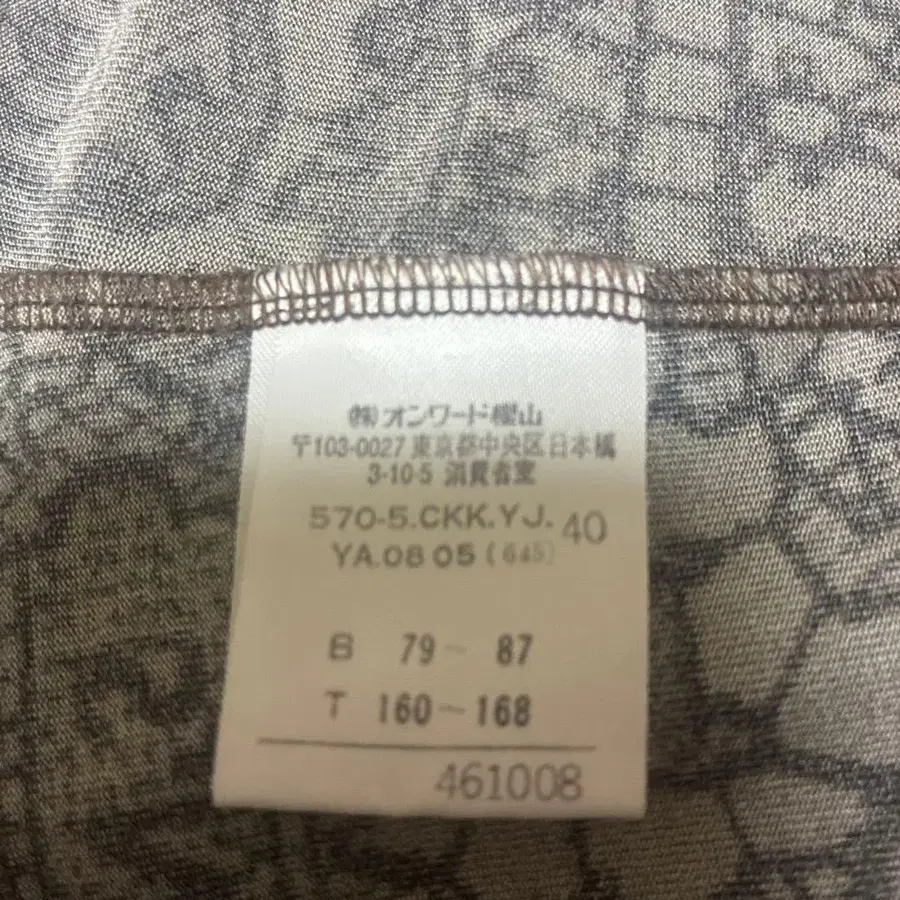 ㈱オンワード樫山
〒103-0027 東京都中央区日本橋
3-10-5 消費者室
570-5.CKK.YJ. 40
YA.08 05 (645)
B 79~ 87
T 160~168
461008